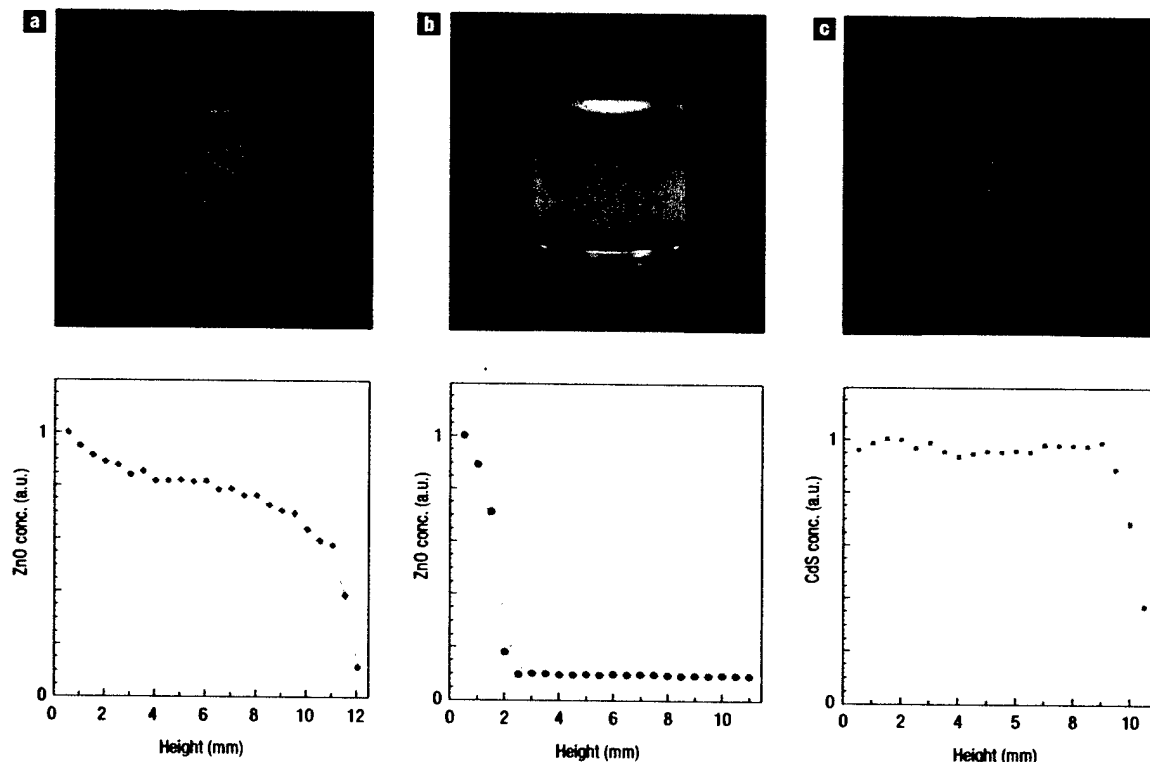 a
b
c
1
0
0 2 4 6 8 10 12
ZnO conc. (a.u.)
Height (mm)
1
0
0 2 4 6 8 10
ZnO conc. (a.u.)
Height (mm)
1
0
0 2 4 5 8 10
CdS conc. (a.u.)
Height (mm)